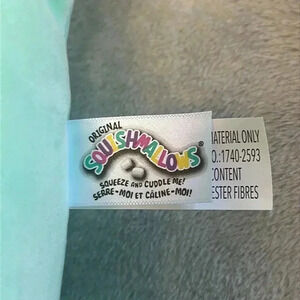 ORIGINAL
SQUISHMALLOWS®
SQUEEZE AND CUDDLE ME!
SERRE-MOI ET CÂLINE-MOI!
MATERIAL ONLY
O.:1740-2593
CONTENT
ESTER FIBRES